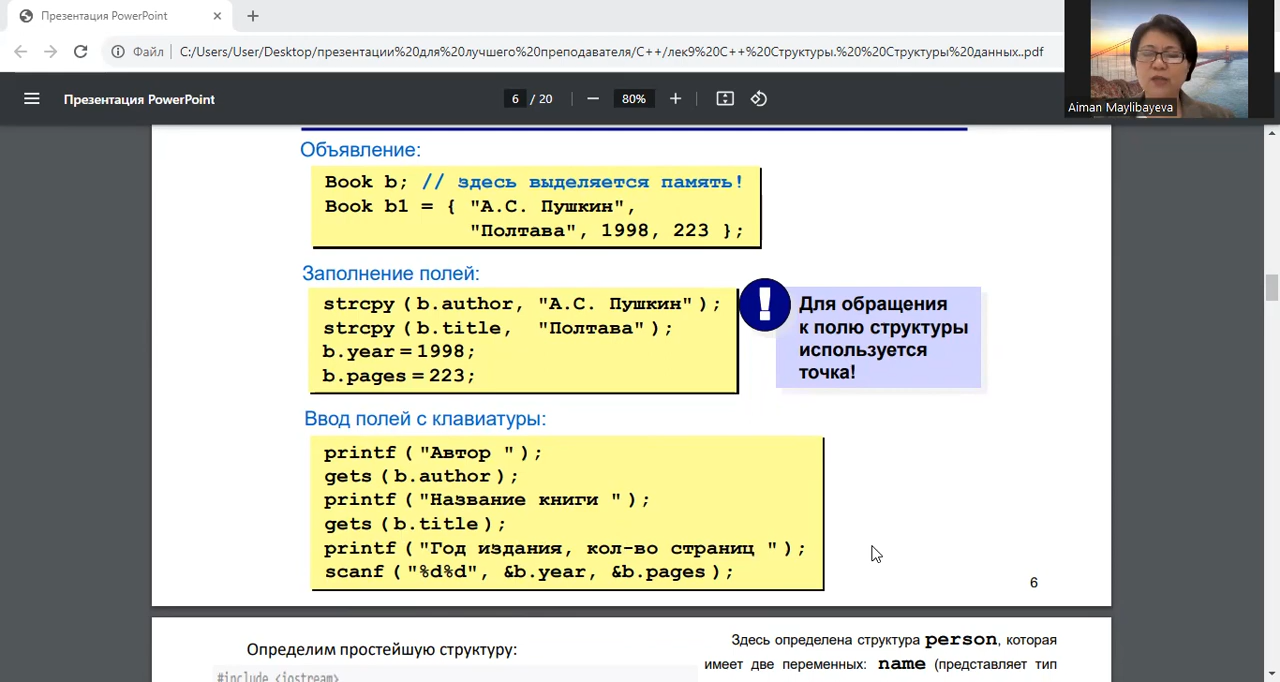 Презентация PowerPoint
Файл
C:/Users/User/Desktop/презентации%20для%20лучшего%20преподавателя/C++/лек9%20C++%20Структуры.%20%20Структуры%20данных..pdf
Aiman Maylibayeva
Презентация PowerPoint
6 / 20
80%
Объявление:
Book b; // здесь выделяется память!
Book b1 = { "А.С. Пушкин",
"Полтава", 1998, 223 };
Заполнение полей:
strcpy ( b.author, "А.С. Пушкин" );
strcpy ( b.title, "Полтава" );
b.year = 1998;
b.pages = 223;
! Для обращения
к полю структуры
используется
точка!
Ввод полей с клавиатуры:
printf ( "Автор " );
gets ( b.author );
printf ( "Название книги " );
gets ( b.title );
printf ( "Год издания, кол-во страниц " );
scanf ( "%d%d", &b.year, &b.pages );
6
Определим простейшую структуру:
#include <iostream>
Здесь определена структура person, которая
имеет две переменных: name (представляет тип